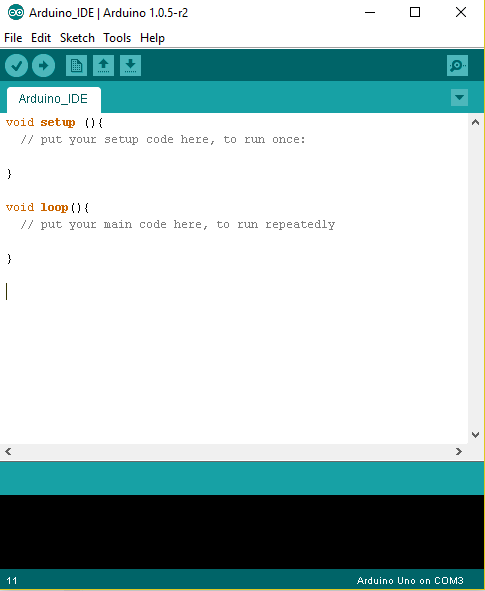 Arduino_IDE | Arduino 1.0.5-r2
File Edit Sketch Tools Help
Arduino_IDE
void setup (){
// put your setup code here, to run once:
}
void loop(){
// put your main code here, to run repeatedly
}
11 Arduino Uno on COM3